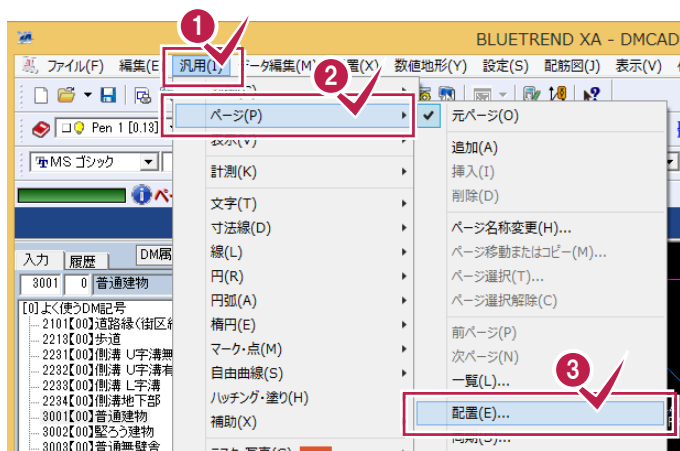 BLUETREND XA - DMCAD
ファイル(F) 編集(E 汎用(I) データ編集(M) 置(X) 数値地形(Y) 設定(S) 配筋図(J) 表示(V)
1
2
ページ(P)
元ページ(O)
Pen 1 [0.13]
表示(V)
追加(A)
MS ゴシック
計測(K)
挿入(I)
削除(D)
文字(T)
寸法線(D)
ページ名称変更(H)...
入力 履歴 DM属
線(L)
ページ移動またはコピー(M)...
3001 0 普通建物
円(R)
ページ選択(T)...
[0]よく使うDM記号
円弧(A)
ページ選択解除(C)
2101【00】道路縁(街区
楕円(E)
2213【00】歩道
前ページ(P)
2231【00】側溝 U字溝無
マーク・点(M)
次ページ(N)
2232【00】側溝 U字溝有
自由曲線(S)
一覧(L)...
3
2233【00】側溝 L字溝
ハッチング・塗り(H)
2234【00】側溝地下部
配置(E)...
3001【00】普通建物
補助(X)
3002【00】堅ろう建物
3003【00】普通無壁舎